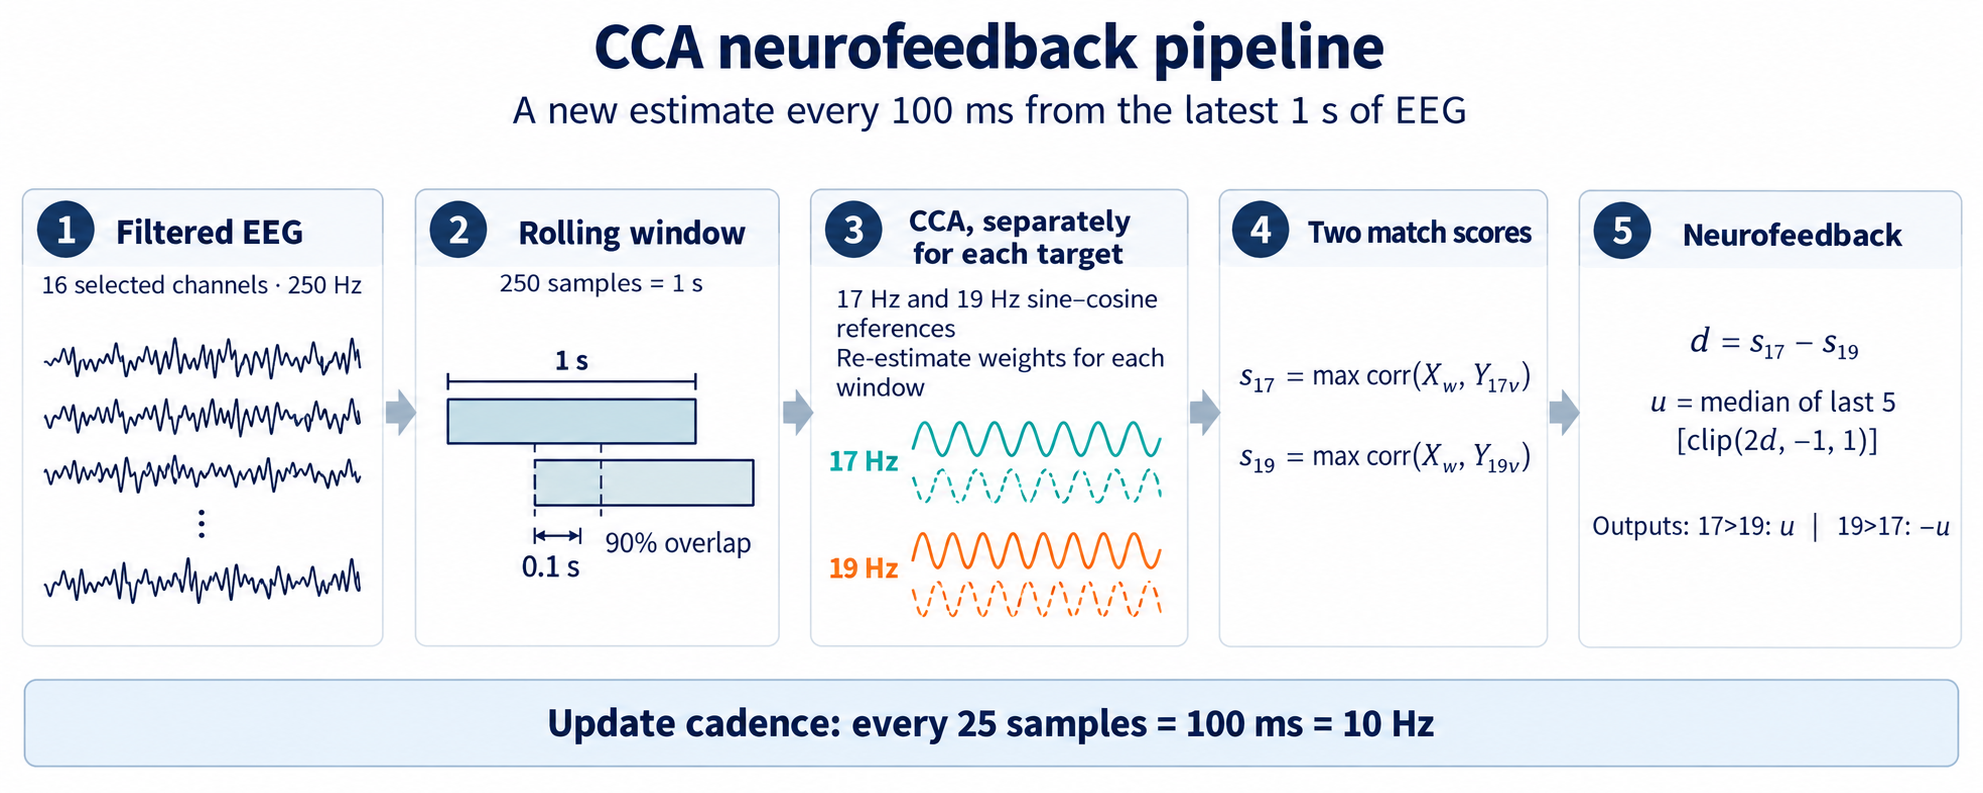 CCA neurofeedback pipeline
A new estimate every 100 ms from the latest 1 s of EEG
1 Filtered EEG
16 selected channels · 250 Hz
⋮
2 Rolling window
250 samples = 1 s
1 s
0.1 s
90% overlap
3 CCA, separately
for each target
17 Hz and 19 Hz sine–cosine
references
Re-estimate weights for each
window
17 Hz
19 Hz
4 Two match scores
s₁₇ = max corr(X_w, Y_17v)
s₁₉ = max corr(X_w, Y_19v)
5 Neurofeedback
d = s₁₇ − s₁₉
u = median of last 5
[clip(2d, −1, 1)]
Outputs: 17>19: u | 19>17: −u
Update cadence: every 25 samples = 100 ms = 10 Hz